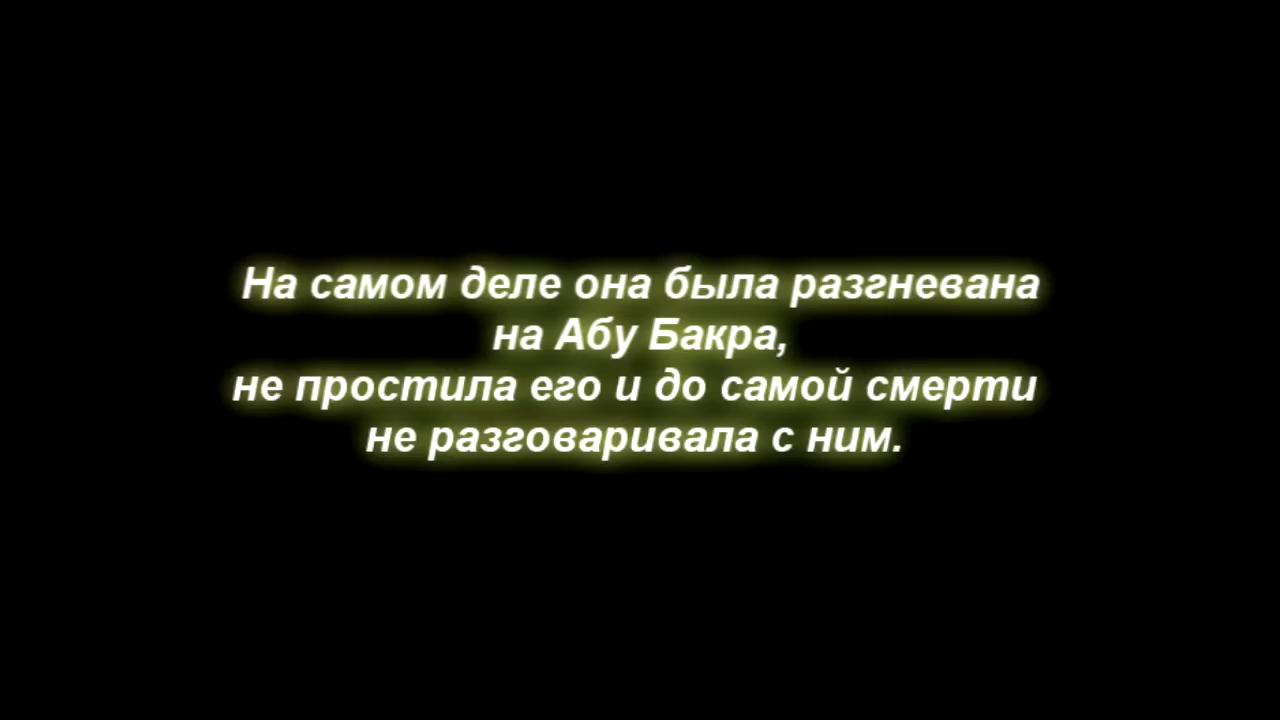 На самом деле она была разгневана
на Абу Бакра,
не простила его и до самой смерти
не разговаривала с ним.